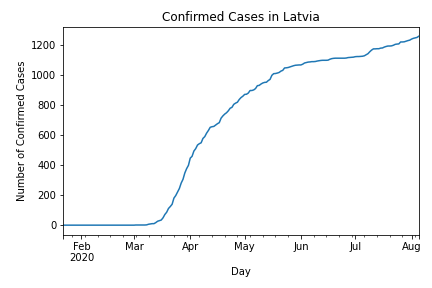 Confirmed Cases in Latvia
Number of Confirmed Cases
1200
1000
800
600
400
200
0
Feb Mar Apr May Jun Jul Aug
2020
Day